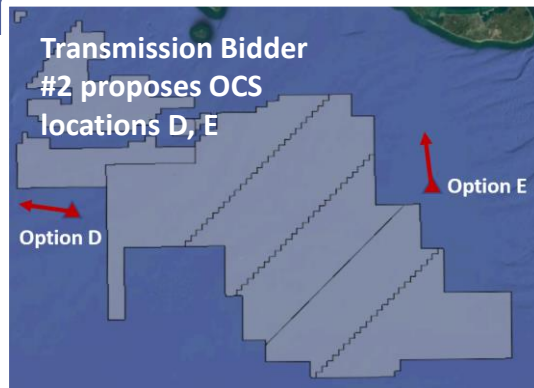 Transmission Bidder
#2 proposes OCS
locations D, E
Option E
Option D